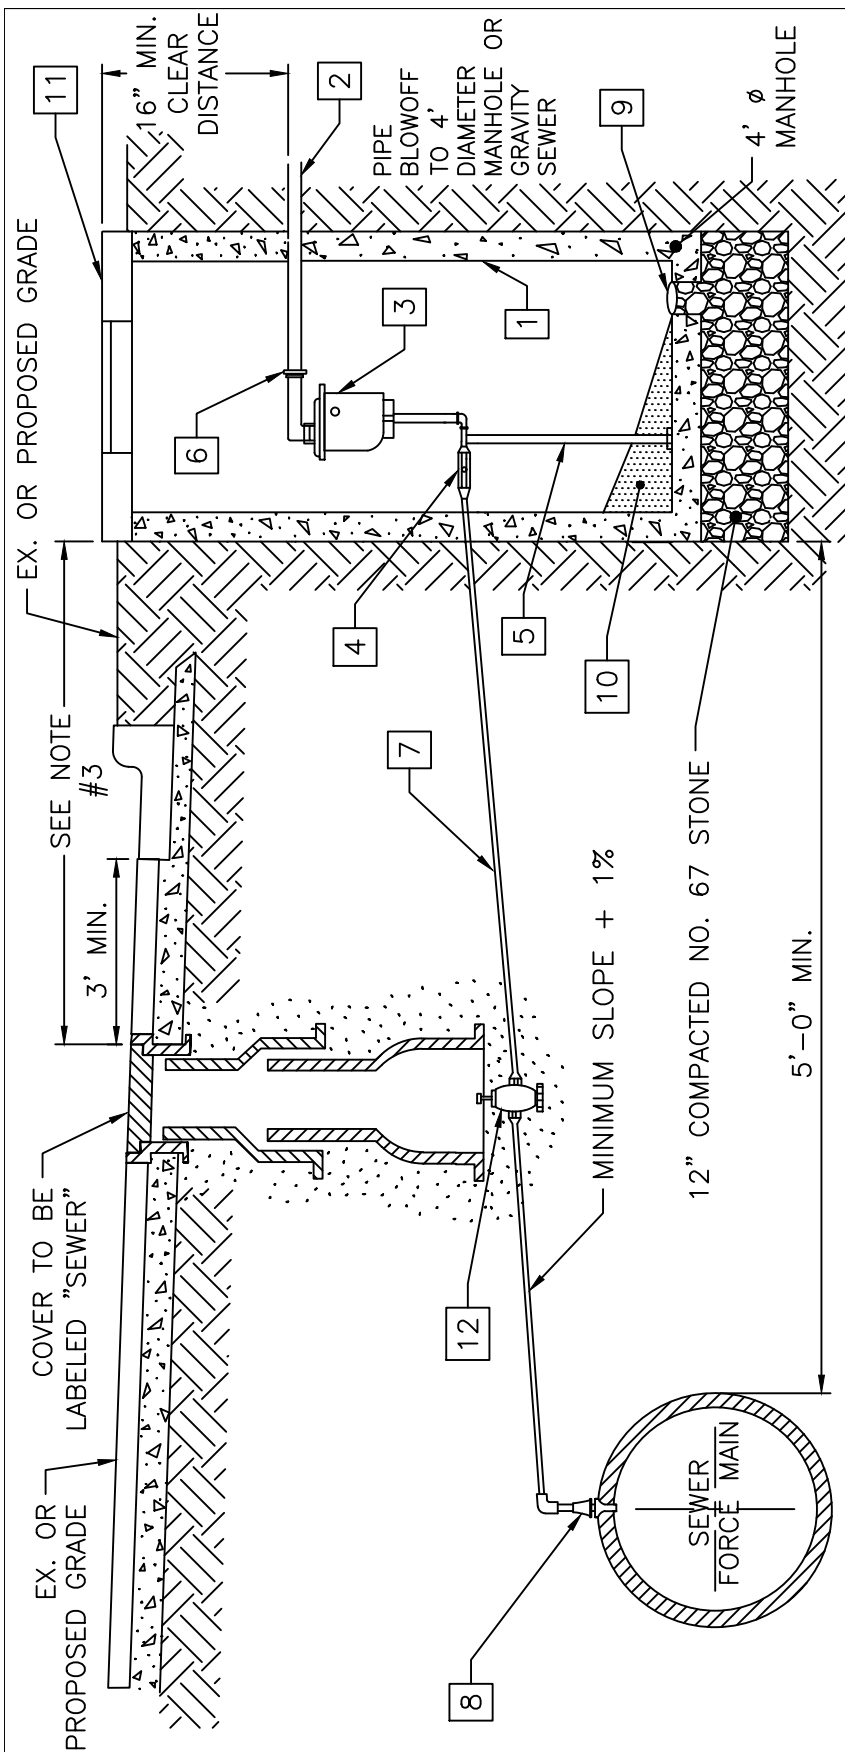 EX. OR
PROPOSED GRADE
COVER TO BE
LABELED "SEWER"
SEE NOTE
#3
3' MIN.
EX. OR PROPOSED GRADE
11
16" MIN.
CLEAR
DISTANCE
2
PIPE
BLOWOFF
TO 4'
DIAMETER
MANHOLE OR
GRAVITY
SEWER
6
3
1
9
4' ø
MANHOLE
4
5
10
7
12
MINIMUM SLOPE + 1%
12" COMPACTED NO. 67 STONE
5'-0" MIN.
8
SEWER
FORCE MAIN